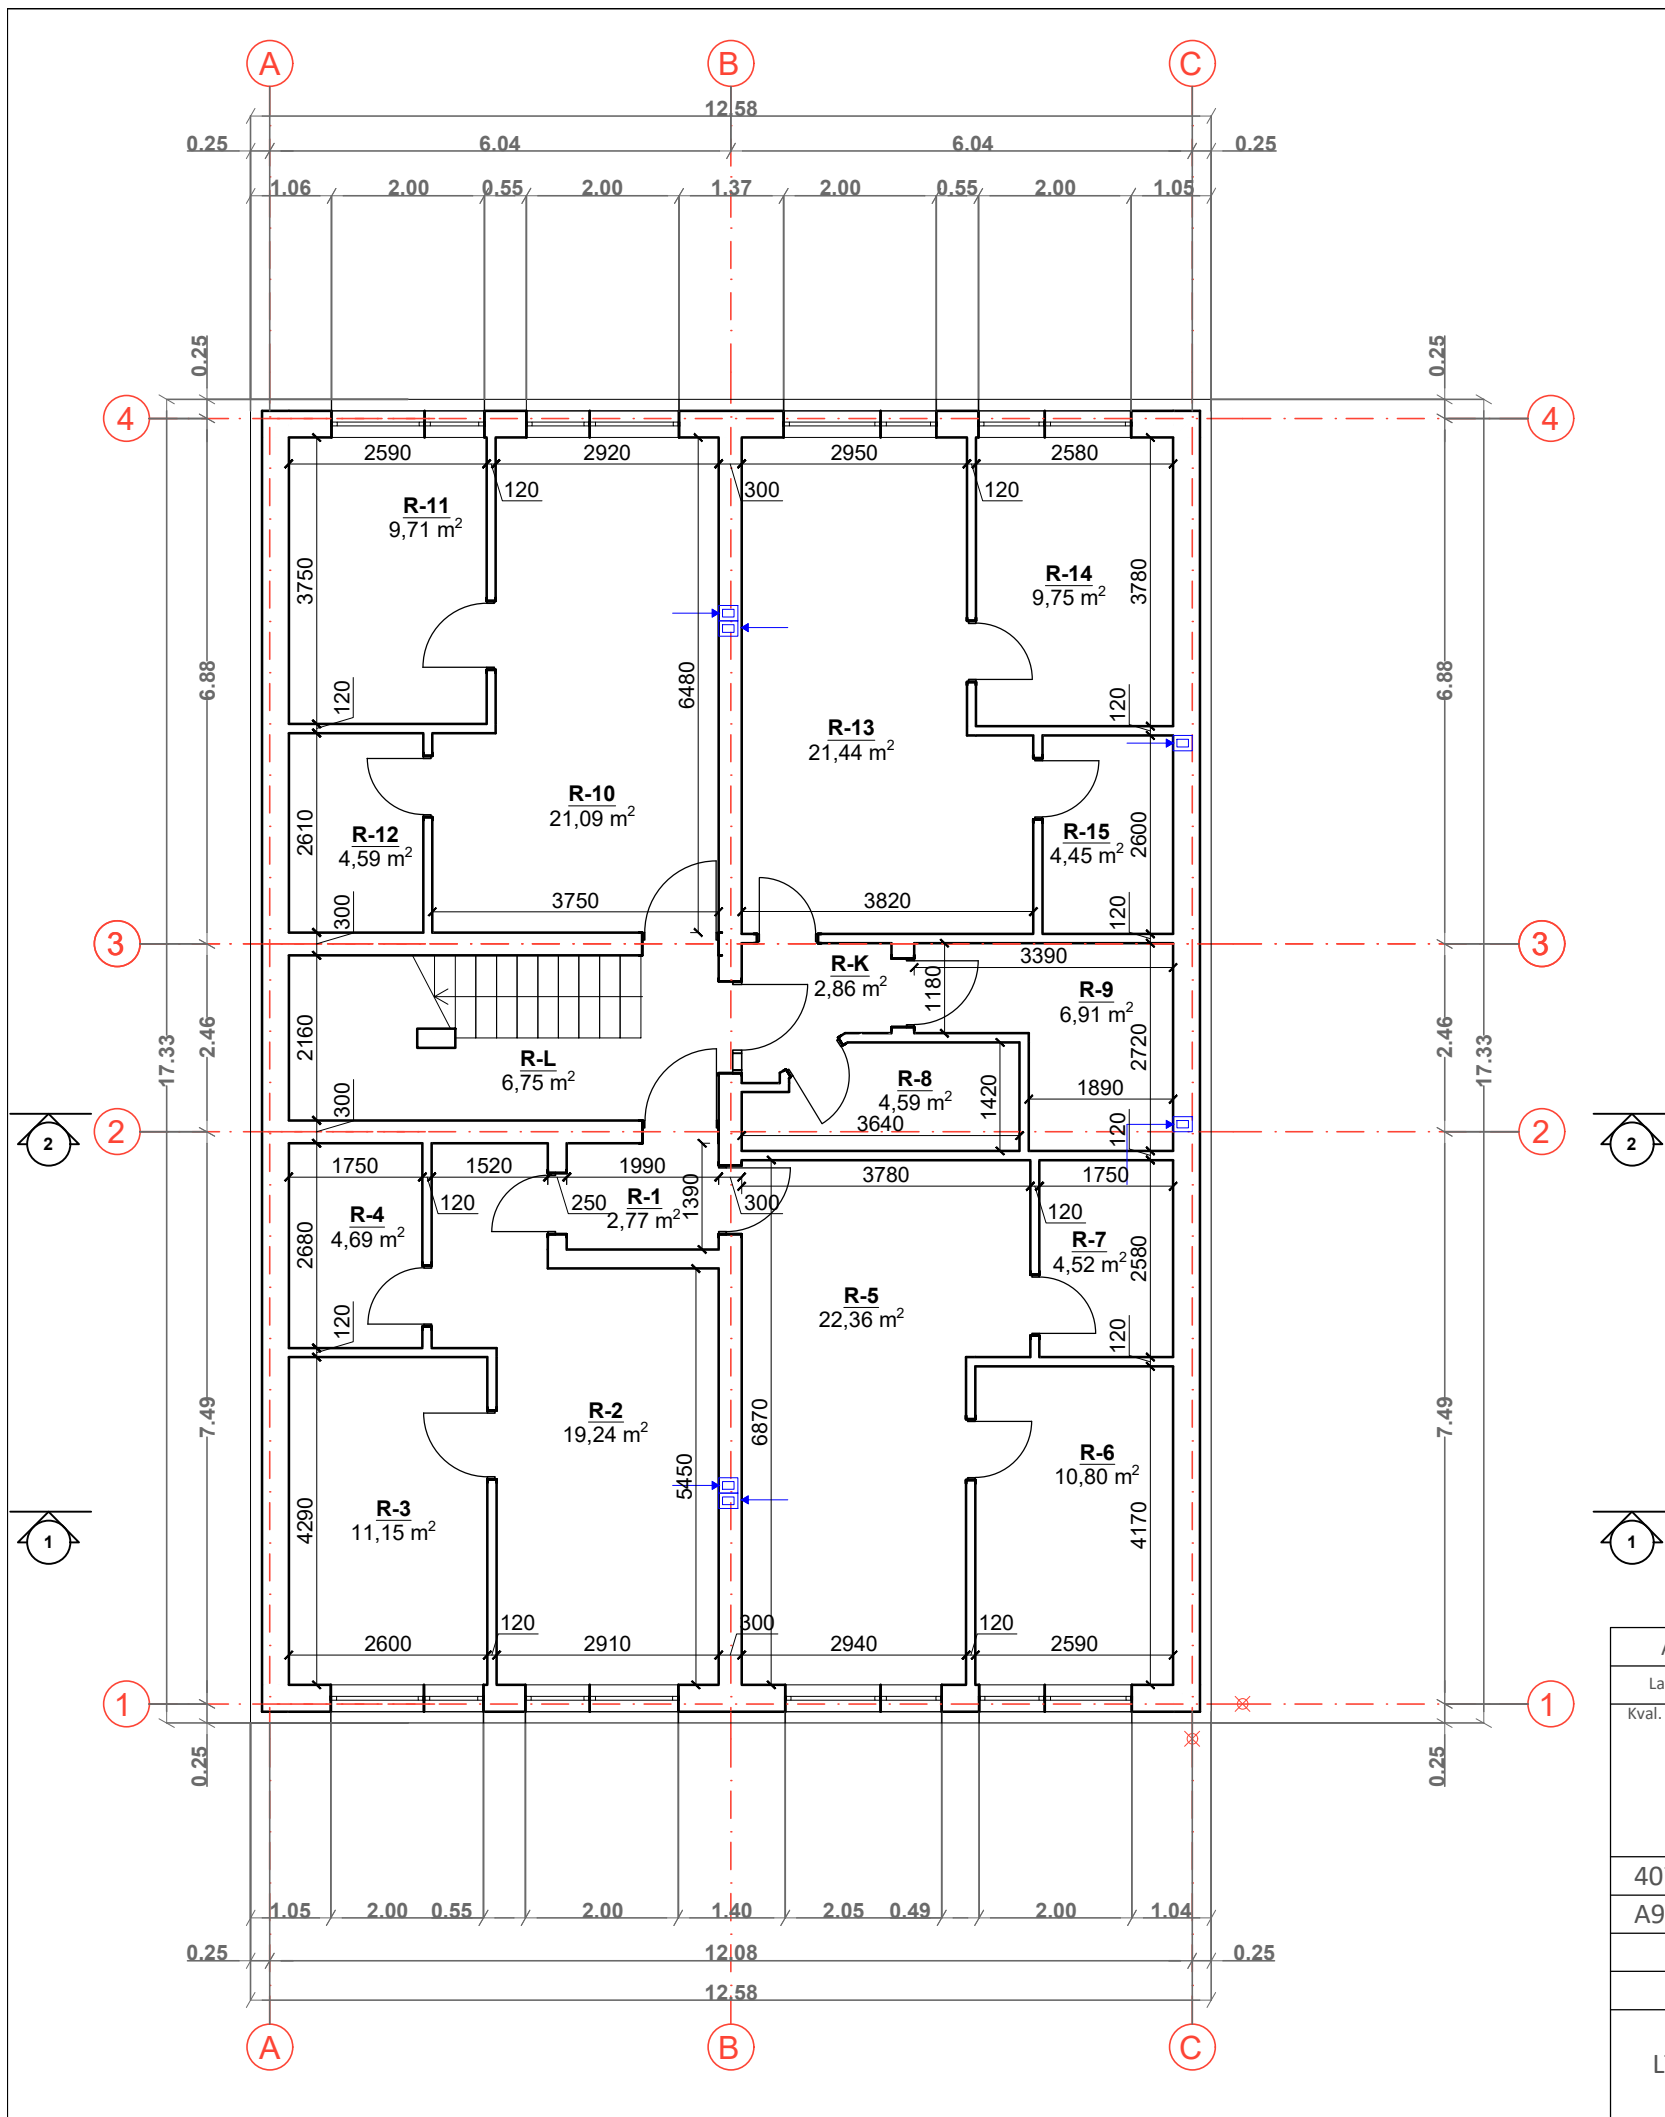 A B C
12.58
0.25 6.04 6.04 0.25
1.06 2.00 0.55 2.00 1.37 2.00 0.55 2.00 1.05
0.25 0.25
4 4
2590 2920 2950 2580
120 300 120
R-11
9,71 m²
R-14
9,75 m²
3750 3780
6.88 6480 6.88
120 120
R-13
21,44 m²
R-10
21,09 m²
R-12
4,59 m²
R-15
4,45 m²
2610 2600
3750 3820
300 120
3 3
R-K
2,86 m²
3390
1180
R-9
6,91 m²
2160
17.33 2.46 2720 2.46 17.33
R-L
6,75 m²
R-8
4,59 m²
1420 1890
300 3640 120
2 2 2 2
1750 1520 1990 3780 1750
120 250 300 120
R-1
2,77 m²
1390
R-4
4,69 m²
R-7
4,52 m²
2680 2580
R-5
22,36 m²
120 120
7.49 6870 7.49
R-2
19,24 m²
R-6
10,80 m²
5450
R-3
11,15 m²
4290 4170
1 1
120 300 120
2600 2910 2940 2590
1 1
0.25 0.25
La
Kval.
40
A9
1.05 2.00 0.55 2.00 1.40 2.05 0.49 2.00 1.04
0.25 12.08 0.25
12.58
A B C